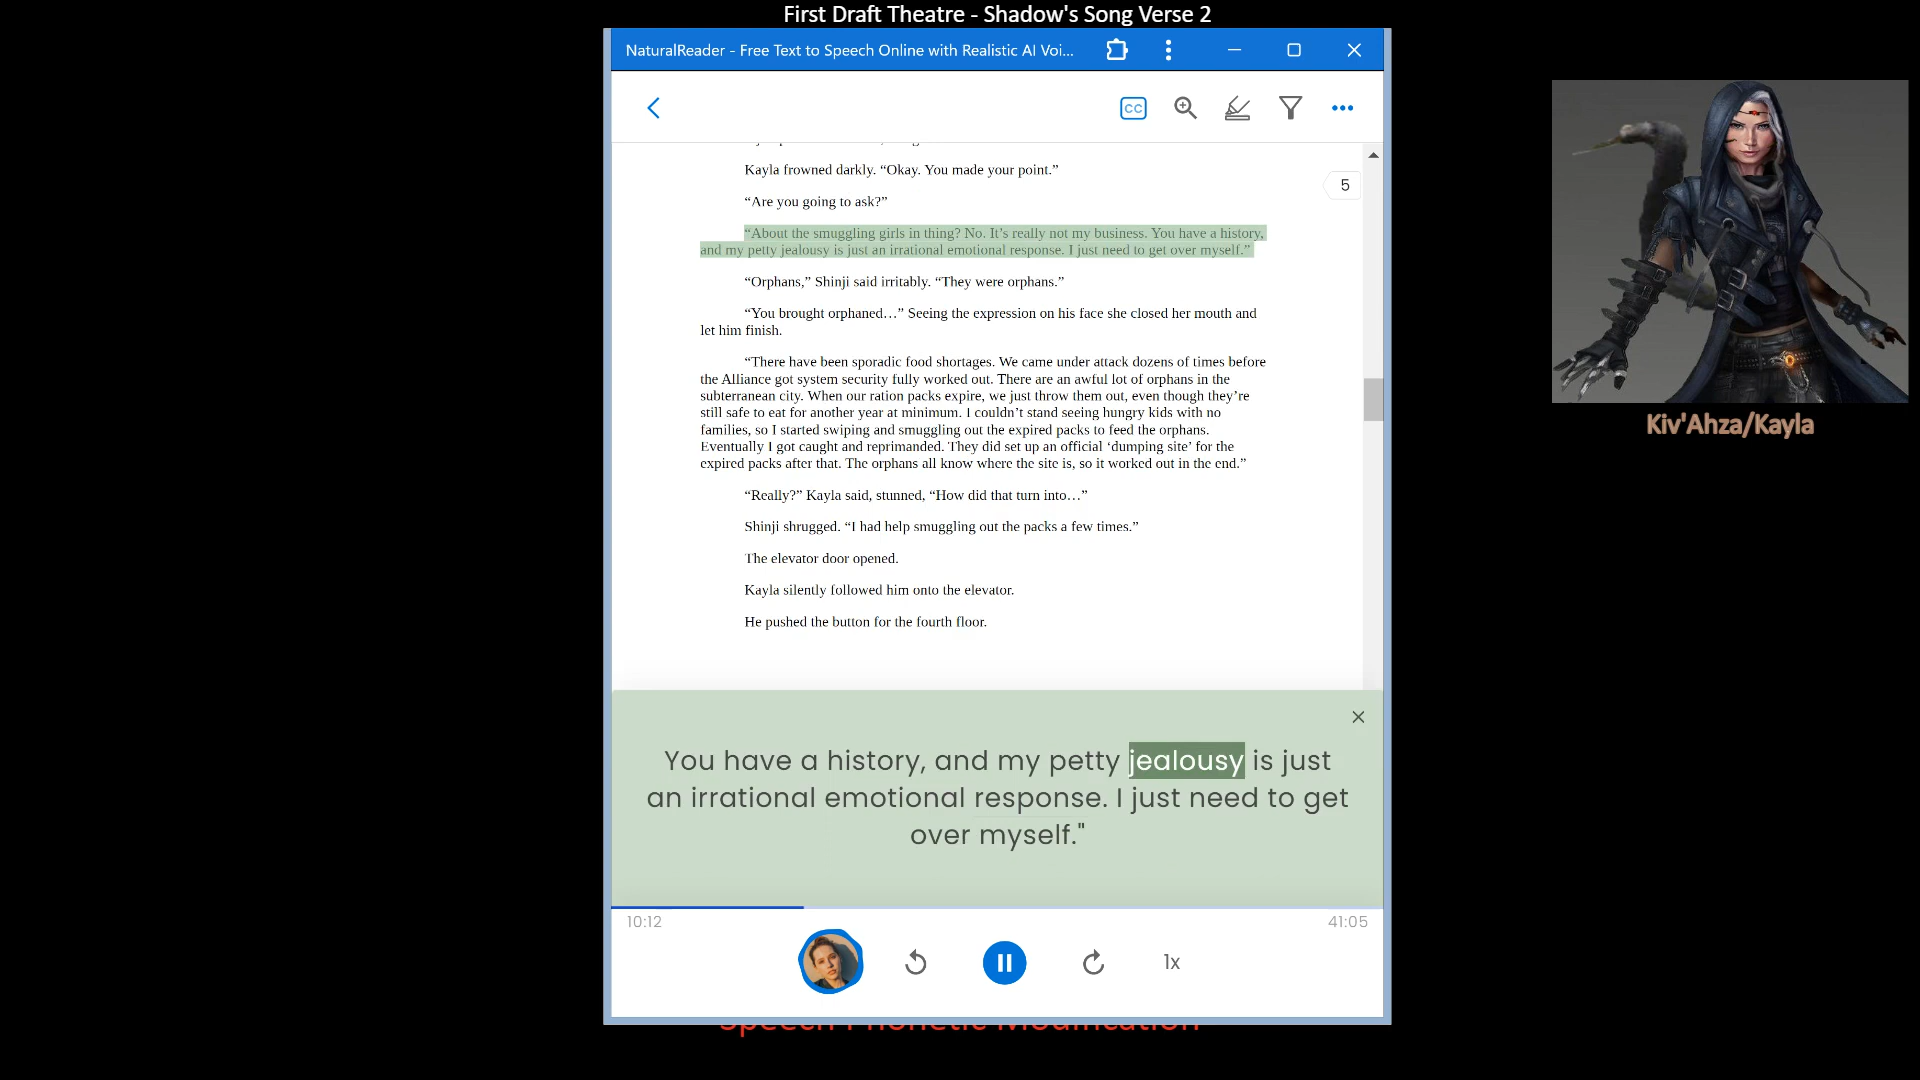 First Draft Theatre - Shadow's Song Verse 2
NaturalReader - Free Text to Speech Online with Realistic AI Voi...
CC
Kayla frowned darkly. “Okay. You made your point.”
5
“Are you going to ask?”
“About the smuggling girls in thing? No. It’s really not my business. You have a history,
and my petty jealousy is just an irrational emotional response. I just need to get over myself.”
“Orphans,” Shinji said irritably. “They were orphans.”
“You brought orphaned…” Seeing the expression on his face she closed her mouth and
let him finish.
“There have been sporadic food shortages. We came under attack dozens of times before
the Alliance got system security fully worked out. There are an awful lot of orphans in the
subterranean city. When our ration packs expire, we just throw them out, even though they’re
still safe to eat for another year at minimum. I couldn’t stand seeing hungry kids with no
families, so I started swiping and smuggling out the expired packs to feed the orphans.
Eventually I got caught and reprimanded. They did set up an official ‘dumping site’ for the
expired packs after that. The orphans all know where the site is, so it worked out in the end.”
“Really?” Kayla said, stunned, “How did that turn into…”
Shinji shrugged. “I had help smuggling out the packs a few times.”
The elevator door opened.
Kayla silently followed him onto the elevator.
He pushed the button for the fourth floor.
You have a history, and my petty jealousy is just
an irrational emotional response. I just need to get
over myself."
10:12
41:05
1x
Speech Phonetic Modification
Kiv'Ahza/Kayla